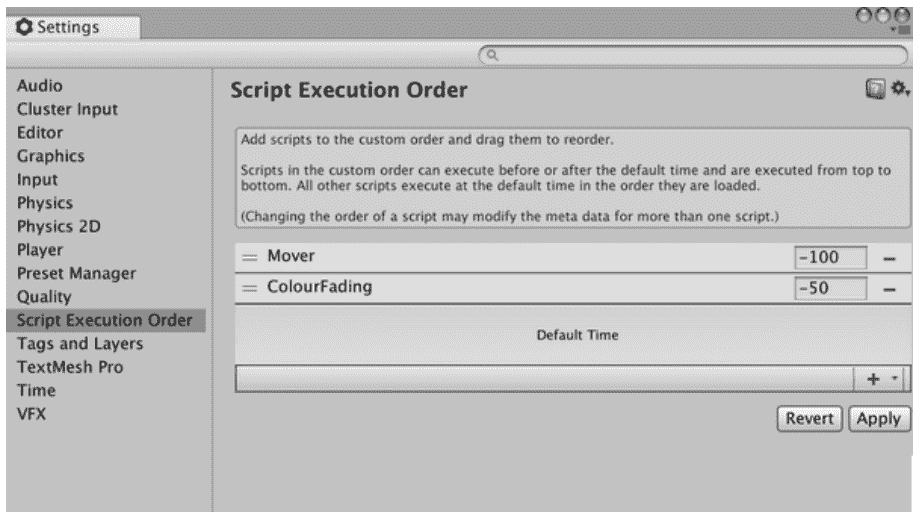 Settings
Audio
Cluster Input
Editor
Graphics
Input
Physics
Physics 2D
Player
Preset Manager
Quality
Script Execution Order
Tags and Layers
TextMesh Pro
Time
VFX
Script Execution Order
Add scripts to the custom order and drag them to reorder.
Scripts in the custom order can execute before or after the default time and are executed from top to
bottom. All other scripts execute at the default time in the order they are loaded.
(Changing the order of a script may modify the meta data for more than one script.)
Mover -100
ColourFading -50
Default Time
Revert Apply